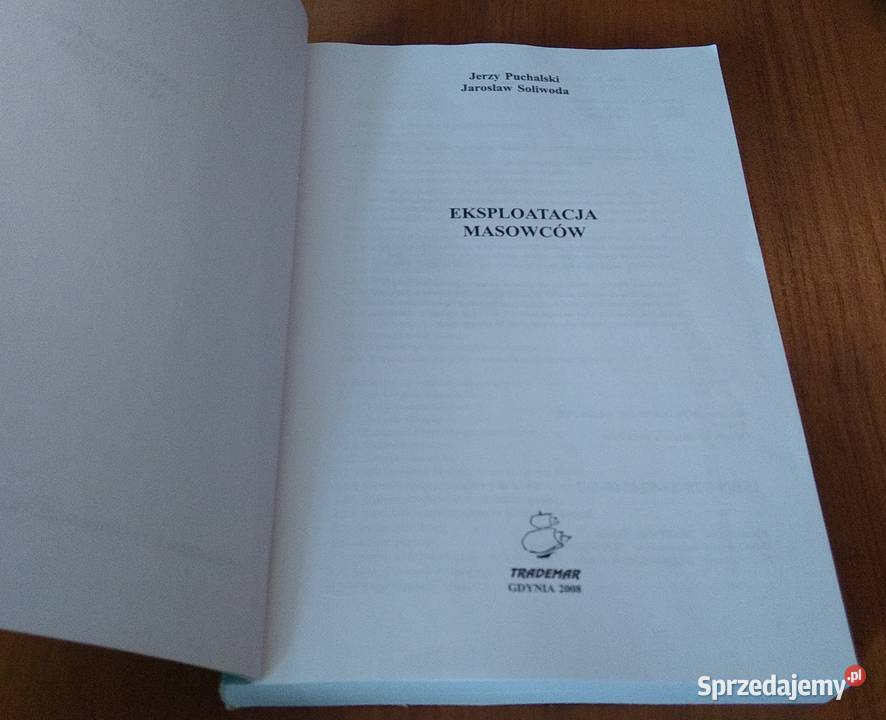 Jerzy Puchalski
Jarosław Soliwoda
EKSPLOATACJA
MASOWCÓW
TRADEMAR
GDYNIA 2008
Sprzedajemy.pl